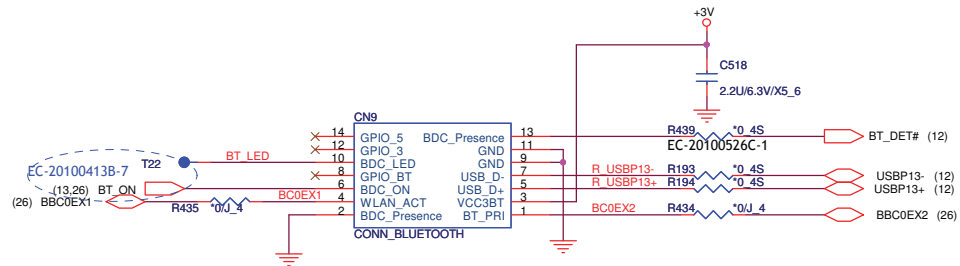 +3V
C518
2.2U/6.3V/X5_6
CN9
14 GPIO_5 BDC_Presence 13 R439 *0_4S BT_DET# (12)
EC-20100526C-1
12 GPIO_3 GND 11
EC-20100413B-7 T22 BT_LED 10 BDC_LED GND 9
8 GPIO_BT USB_D- 7 R_USBP13- R193 *0_4S USBP13- (12)
(13,26) BT_ON 6 BDC_ON USB_D+ 5 R_USBP13+ R194 *0_4S USBP13+ (12)
(26) BBC0EX1 R435 *0/J_4 BC0EX1 4 WLAN_ACT VCC3BT 3
2 BDC_Presence BT_PRI 1 BC0EX2 R434 *0/J_4 BBC0EX2 (26)
CONN_BLUETOOTH